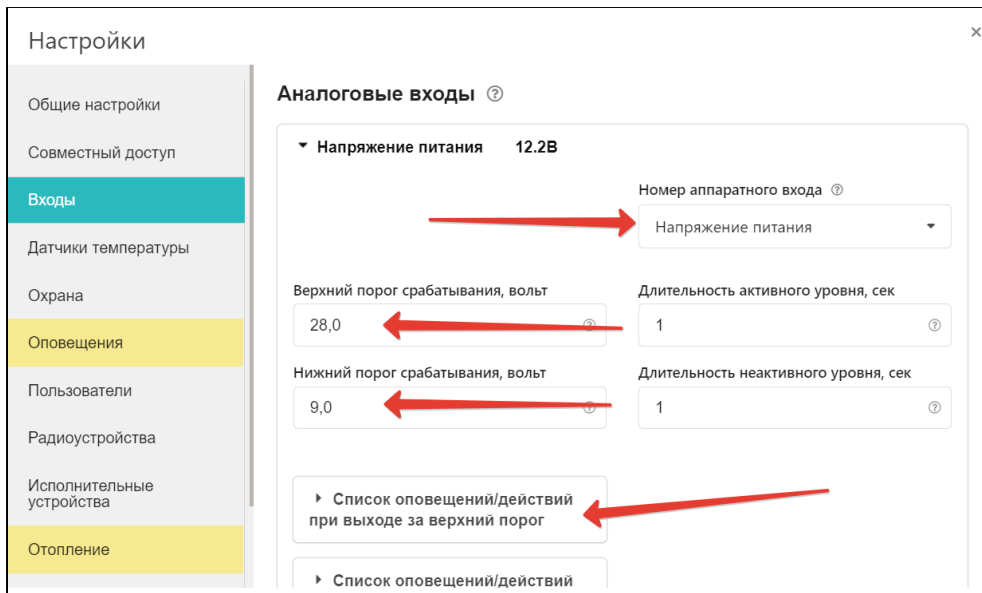 Настройки
×
Общие настройки
Совместный доступ
Входы
Датчики температуры
Охрана
Оповещения
Пользователи
Радиоустройства
Исполнительные
устройства
Отопление
Аналоговые входы ?
Напряжение питания 12.2В
Номер аппаратного входа ?
Напряжение питания
Верхний порог срабатывания, вольт
28,0 ?
Длительность активного уровня, сек
1 ?
Нижний порог срабатывания, вольт
9,0 ?
Длительность неактивного уровня, сек
1 ?
Список оповещений/действий
при выходе за верхний порог
Список оповещений/действий